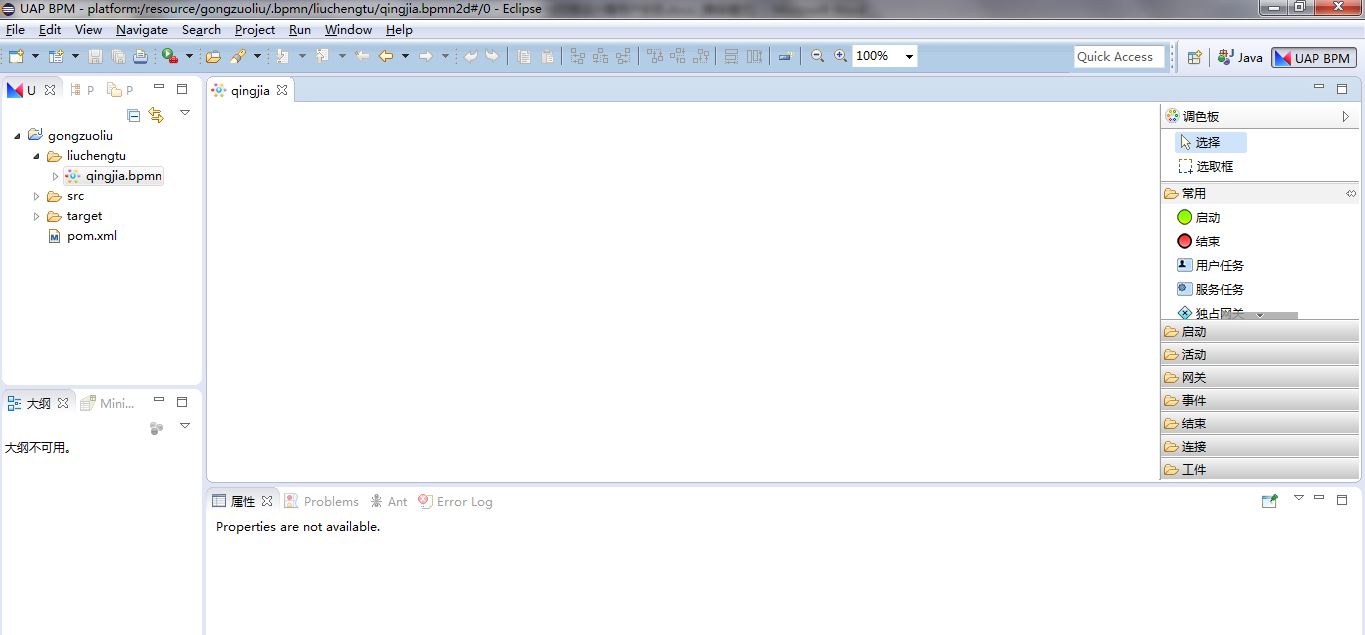 UAP BPM - platform:/resource/gongzuoliu/.bpmn/liuchengtu/qingjia.bpmn2d#/0 - Eclipse
File Edit View Navigate Search Project Run Window Help
100% Quick Access Java UAP BPM
U P P
qingjia
gongzuoliu
liuchengtu
qingjia.bpmn
src
target
pom.xml
调色板
选择
选取框
常用
启动
结束
用户任务
服务任务
独占网关
启动
活动
网关
事件
结束
连接
工件
大纲 Mini...
大纲不可用。
属性 Problems Ant Error Log
Properties are not available.